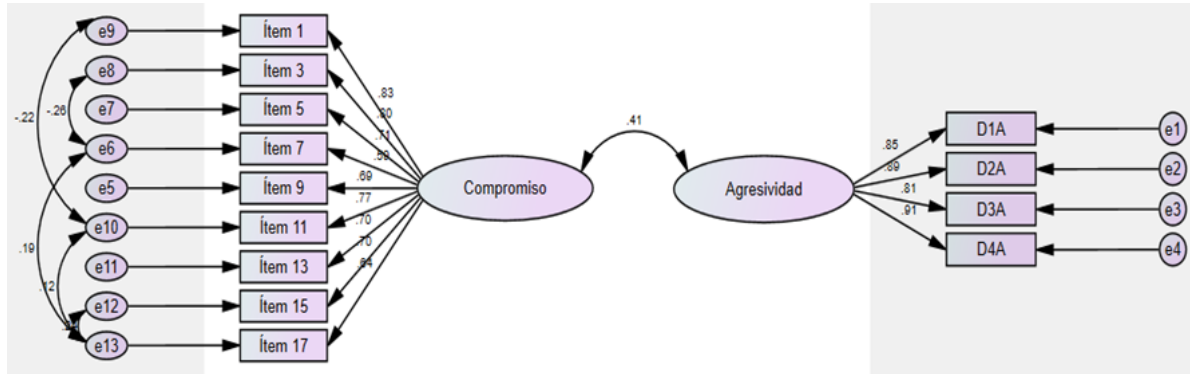 e9
Ítem 1
e8
Ítem 3
e7
Ítem 5
e6
Ítem 7
e5
Ítem 9
e10
Ítem 11
e11
Ítem 13
e12
Ítem 15
e13
Ítem 17
-.22
-.26
.19
.12
.83
.80
.71
.59
.69
.77
.70
.70
.64
Compromiso
.41
Agresividad
.85
.89
.81
.91
D1A
e1
D2A
e2
D3A
e3
D4A
e4